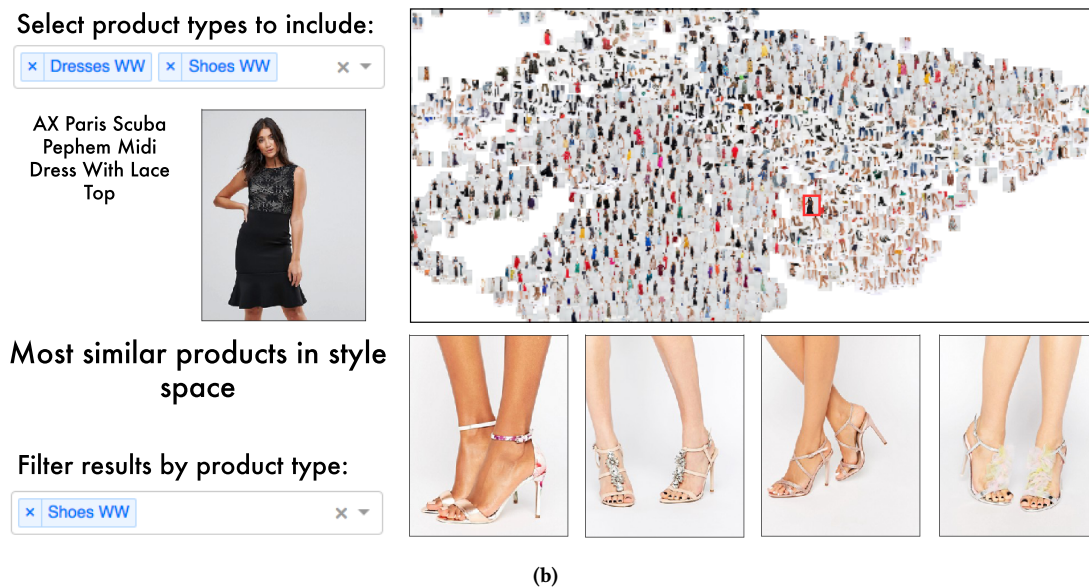 Select product types to include:
× Dresses WW × Shoes WW ×
AX Paris Scuba
Pephem Midi
Dress With Lace
Top
Most similar products in style
space
Filter results by product type:
× Shoes WW ×
(b)